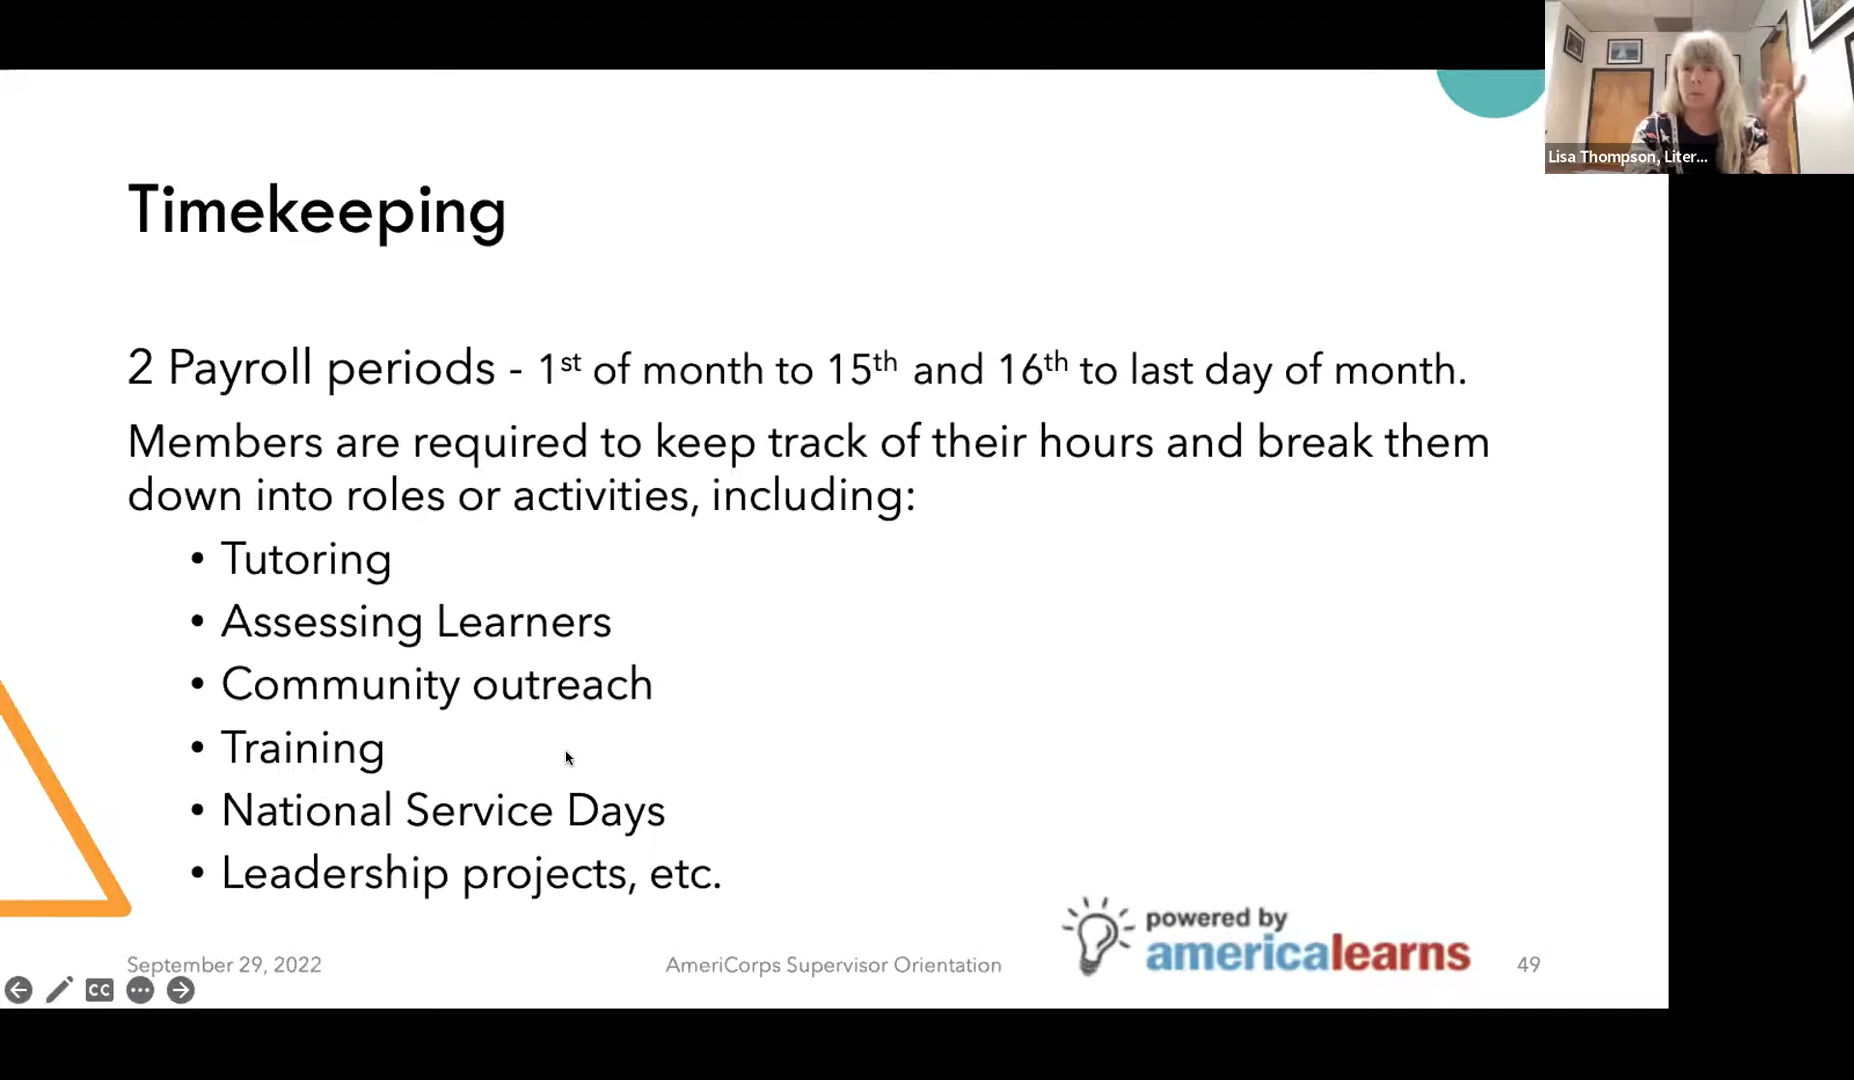 Lisa Thompson, Liter...
Timekeeping
2 Payroll periods - 1st of month to 15th and 16th to last day of month.
Members are required to keep track of their hours and break them
down into roles or activities, including:
• Tutoring
• Assessing Learners
• Community outreach
• Training
• National Service Days
• Leadership projects, etc.
powered by
americalearns
September 29, 2022
AmeriCorps Supervisor Orientation
49
CC